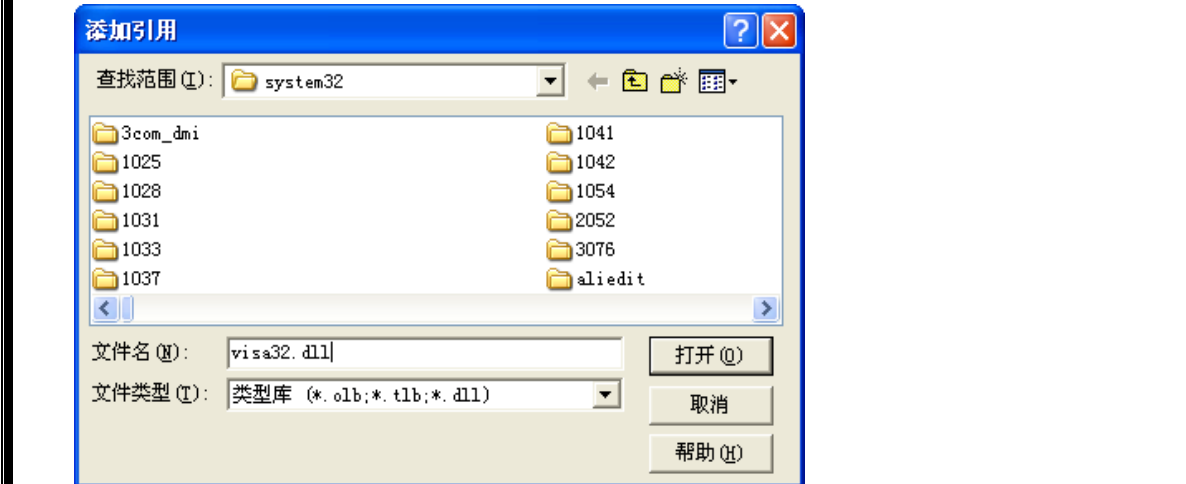 添加引用
查找范围(I): system32
3com_dmi
1025
1028
1031
1033
1037
1041
1042
1054
2052
3076
aliedit
文件名(N): visa32.dll
打开(O)
文件类型(T): 类型库 (*.olb;*.tlb;*.dll)
取消
帮助(H)